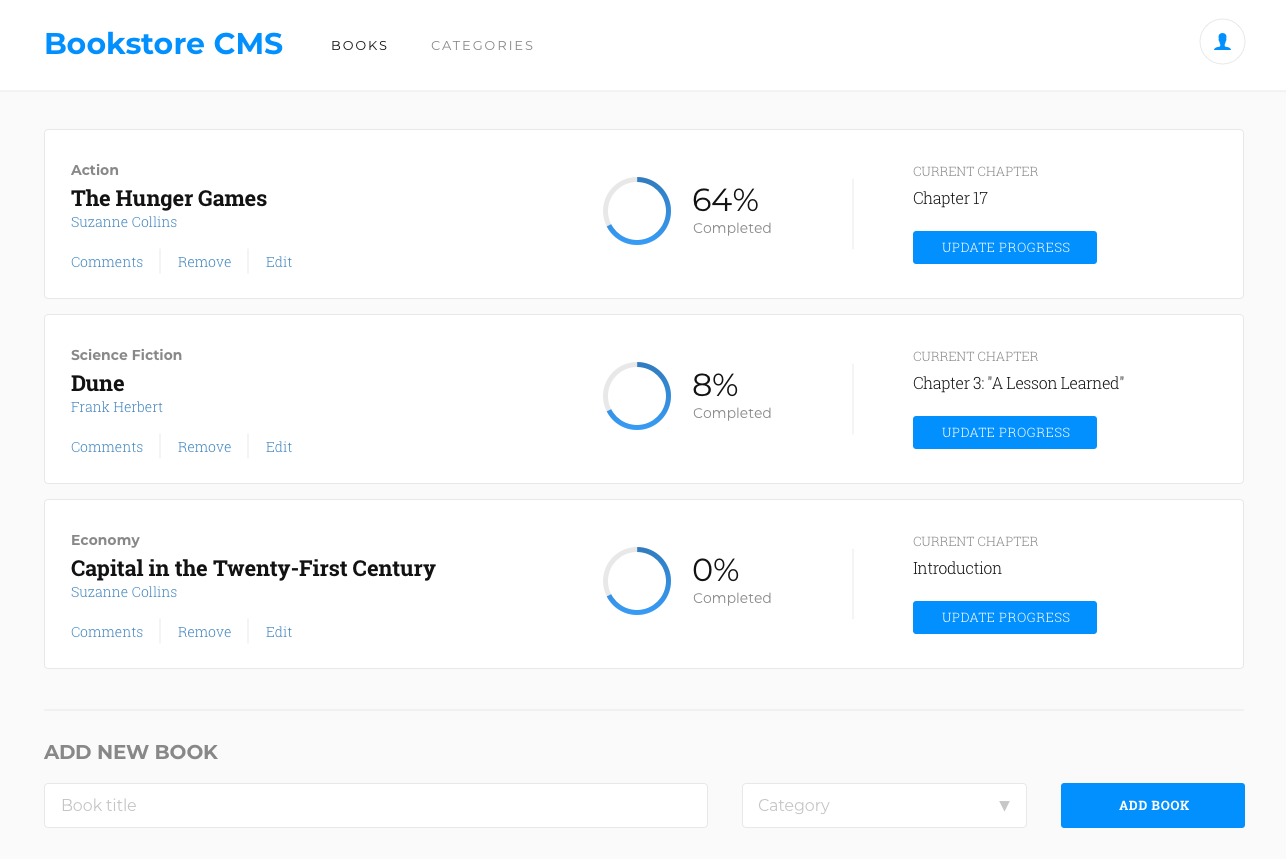 Bookstore CMS BOOKS CATEGORIES
Action
The Hunger Games
Suzanne Collins
Comments Remove Edit
64%
Completed
CURRENT CHAPTER
Chapter 17
UPDATE PROGRESS
Science Fiction
Dune
Frank Herbert
Comments Remove Edit
8%
Completed
CURRENT CHAPTER
Chapter 3: "A Lesson Learned"
UPDATE PROGRESS
Economy
Capital in the Twenty-First Century
Suzanne Collins
Comments Remove Edit
0%
Completed
CURRENT CHAPTER
Introduction
UPDATE PROGRESS
ADD NEW BOOK
Book title Category ADD BOOK